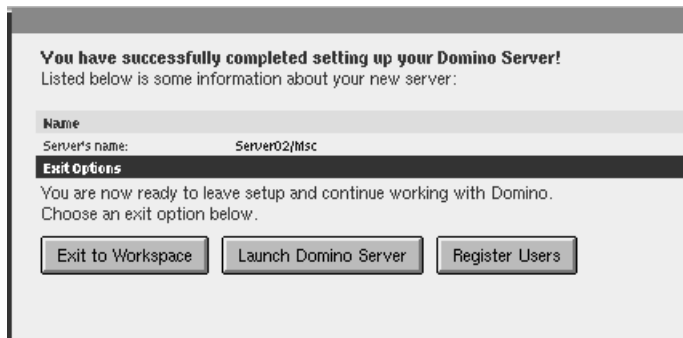 You have successfully completed setting up your Domino Server!
Listed below is some information about your new server:
Name
Server's name: Server02/Msc
Exit Options
You are now ready to leave setup and continue working with Domino.
Choose an exit option below.
Exit to Workspace Launch Domino Server Register Users